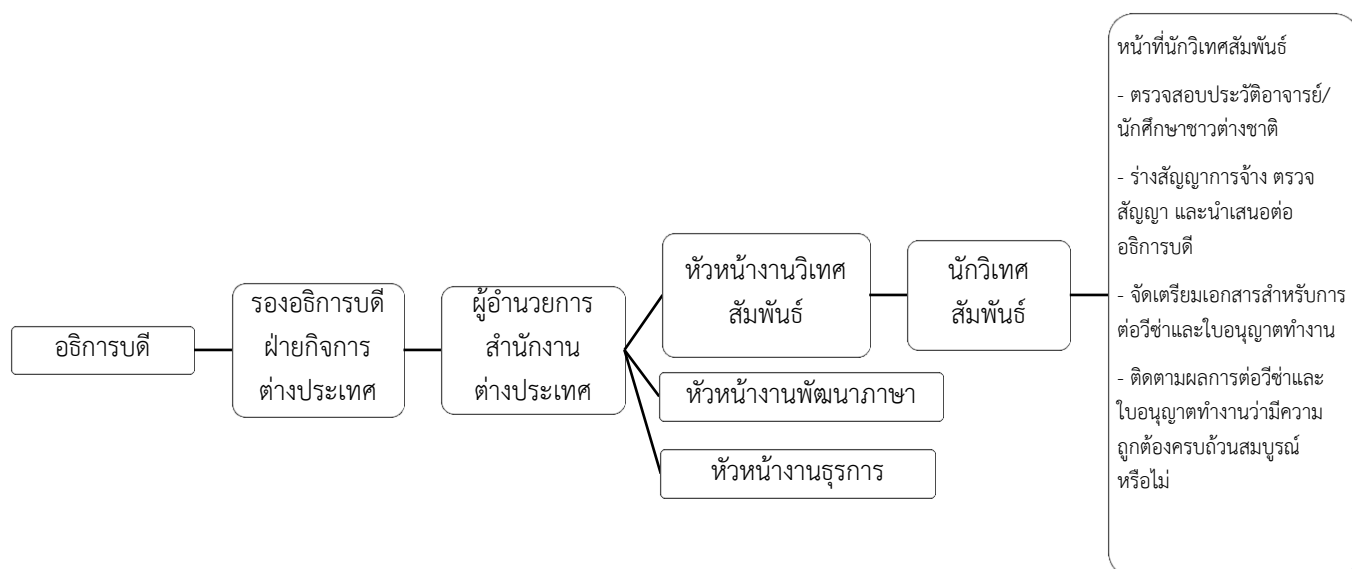 อธิการบดี
รองอธิการบดี
ฝ่ายกิจการ
ต่างประเทศ
ผู้อำนวยการ
สำนักงาน
ต่างประเทศ
หัวหน้างานวิเทศ
สัมพันธ์
หัวหน้างานพัฒนาภาษา
หัวหน้างานธุรการ
นักวิเทศ
สัมพันธ์
หน้าที่นักวิเทศสัมพันธ์
- ตรวจสอบประวัติอาจารย์/
นักศึกษาชาวต่างชาติ
- ร่างสัญญาการจ้าง ตรวจ
สัญญา และนำเสนอต่อ
อธิการบดี
- จัดเตรียมเอกสารสำหรับการ
ต่อวีซ่าและใบอนุญาตทำงาน
- ติดตามผลการต่อวีซ่าและ
ใบอนุญาตทำงานว่ามีความ
ถูกต้องครบถ้วนสมบูรณ์
หรือไม่